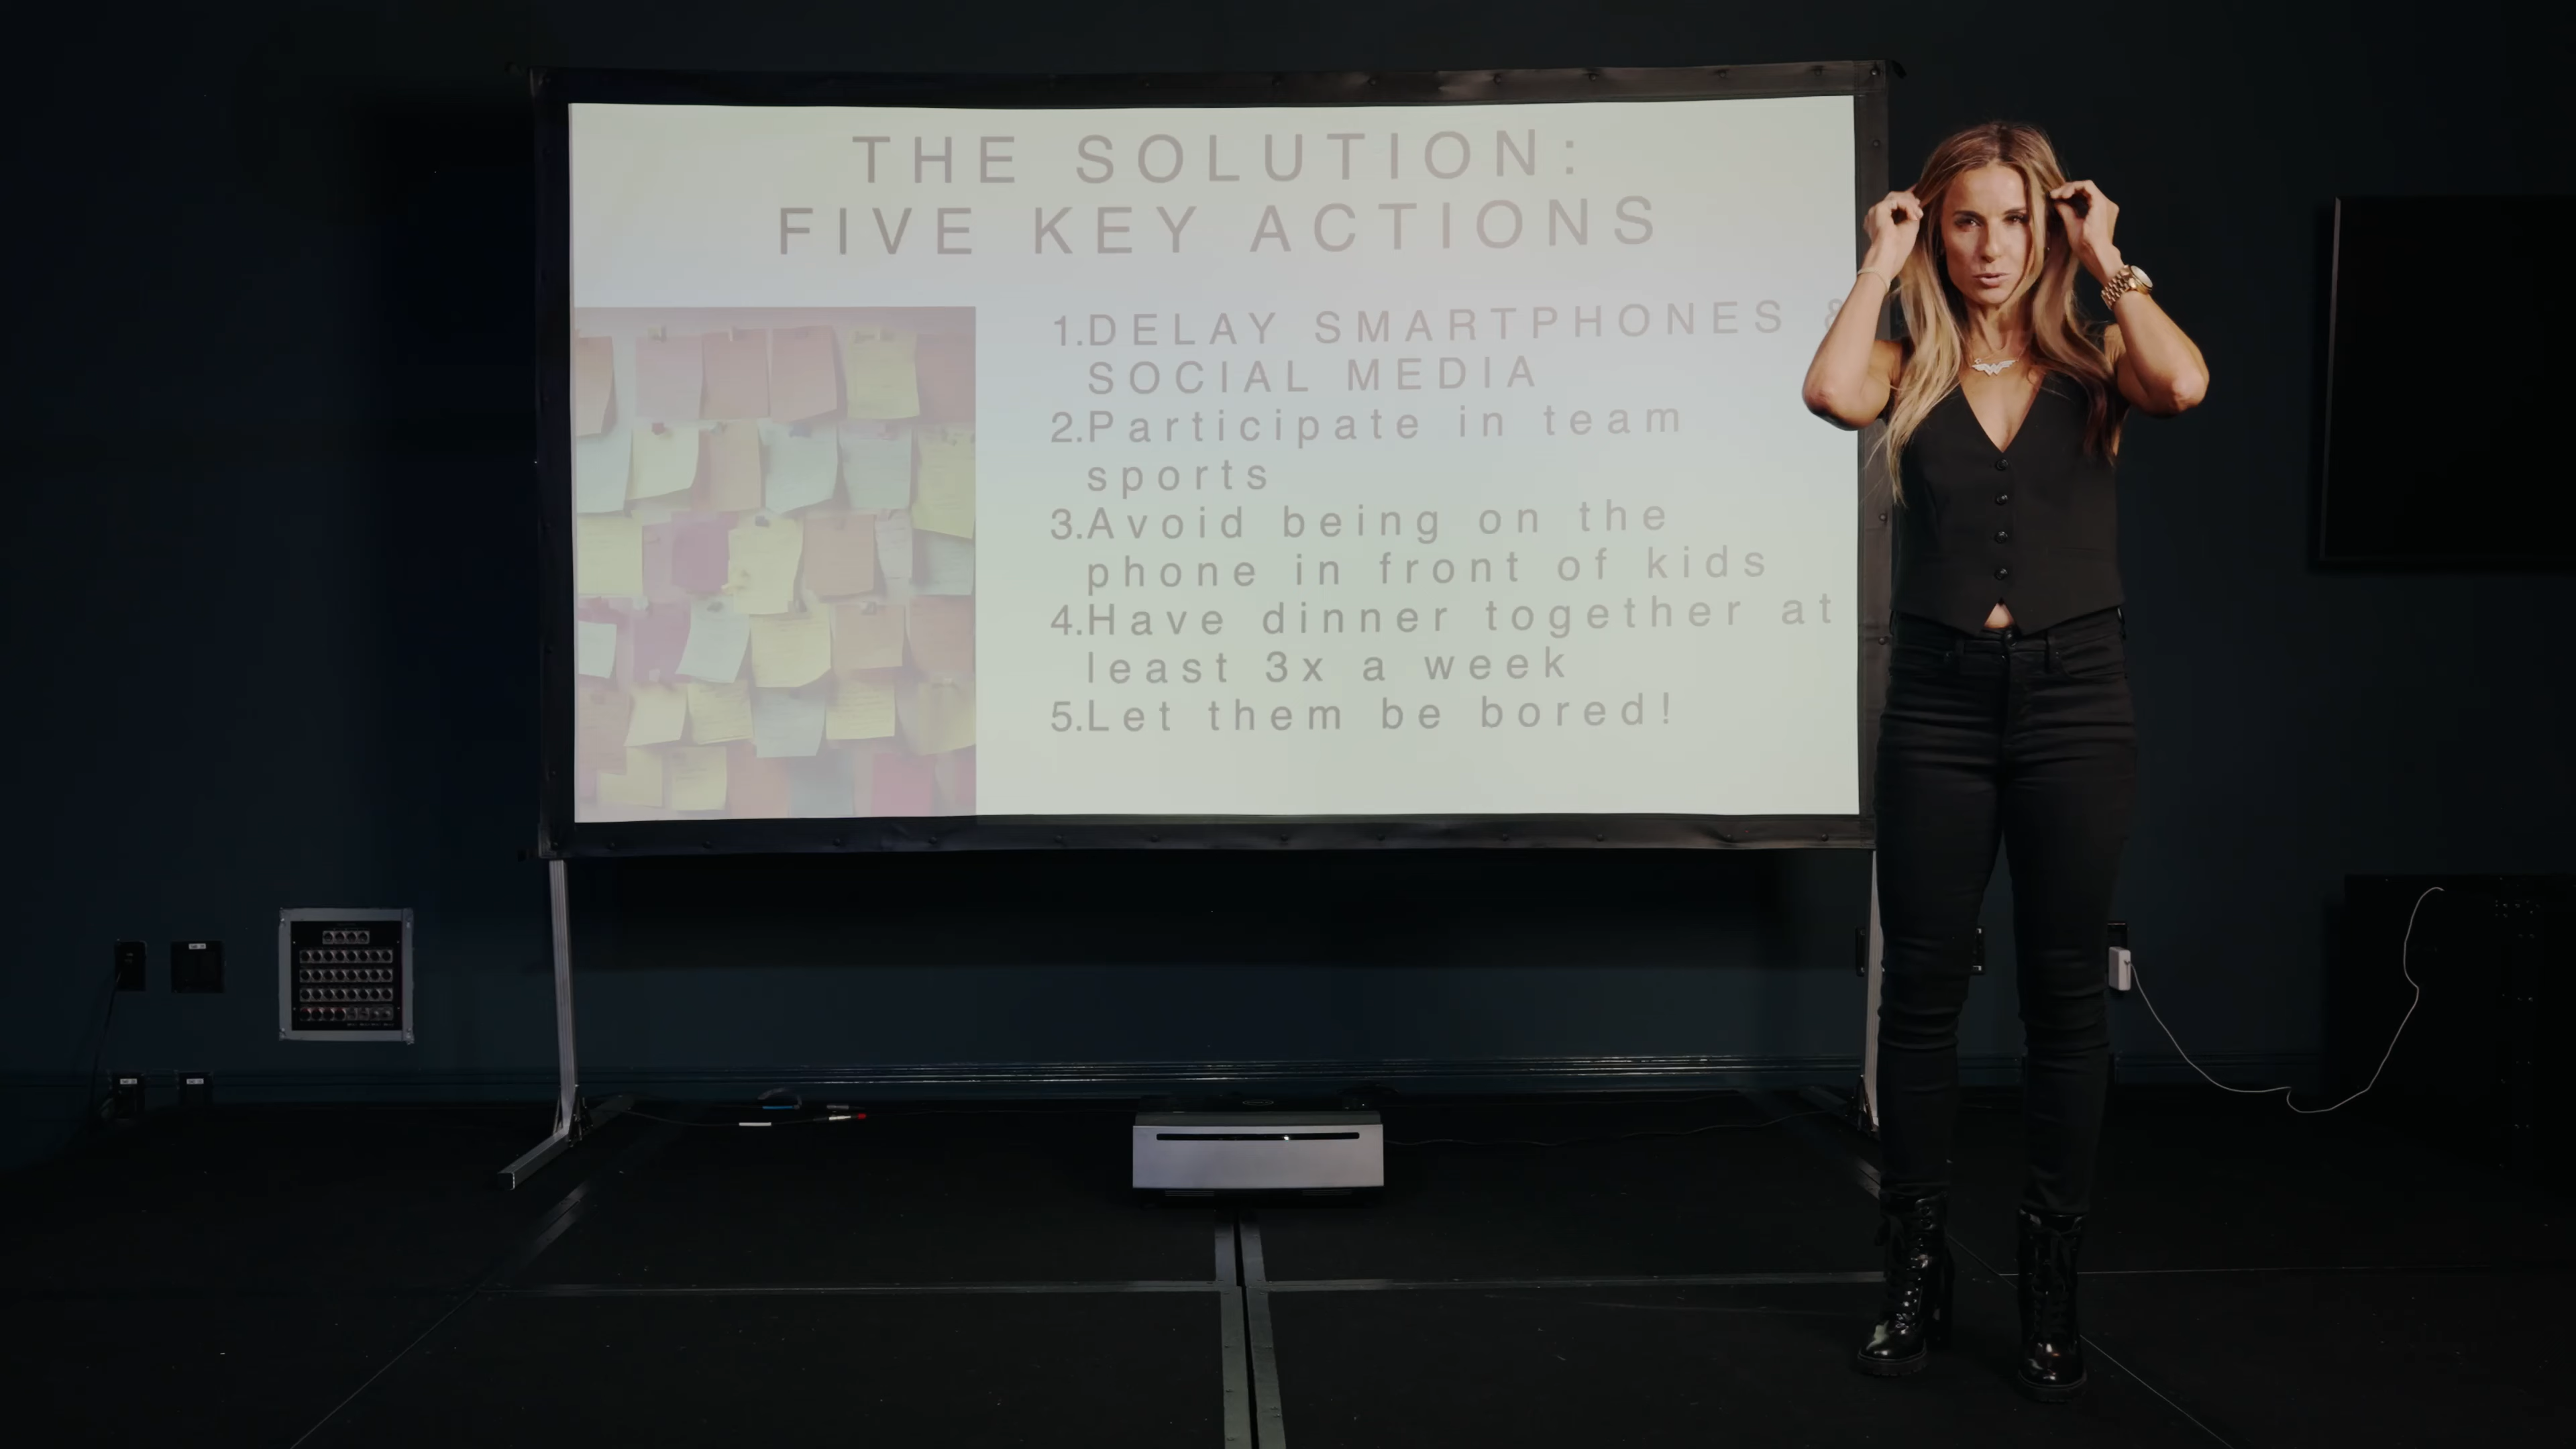 THE SOLUTION:
FIVE KEY ACTIONS
1.DELAY SMARTPHONES &
SOCIAL MEDIA
2.Participate in team
sports
3.Avoid being on the
phone in front of kids
4.Have dinner together at
least 3x a week
5.Let them be bored!